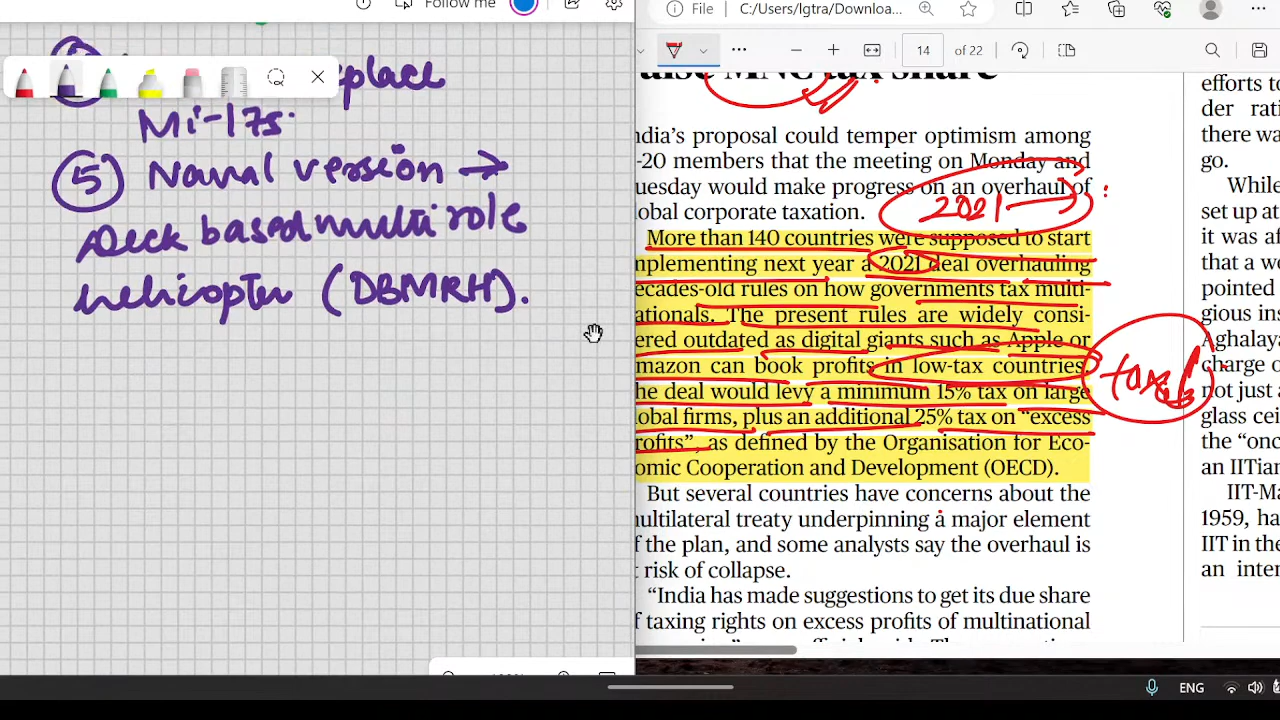 Follow me
place
Mi-17s.
5 Naval version →
Deck based multi role
helicopter (DBMRH).
File C:/Users/lgtra/Downloa...
14 of 22
MNC tax share
ndia's proposal could temper optimism among
-20 members that the meeting on Monday and
uesday would make progress on an overhaul of
obal corporate taxation.
2021 → :
More than 140 countries were supposed to start
mplementing next year a 2021 deal overhauling
ecades-old rules on how governments tax multi-
ationals. The present rules are widely consi-
ered outdated as digital giants such as Apple or
mazon can book profits in low-tax countries.
he deal would levy a minimum 15% tax on large
obal firms, plus an additional 25% tax on “excess
rofits”, as defined by the Organisation for Eco-
omic Cooperation and Development (OECD).
But several countries have concerns about the
ultilateral treaty underpinning a major element
f the plan, and some analysts say the overhaul is
t risk of collapse.
“India has made suggestions to get its due share
f taxing rights on excess profits of multinational
efforts to
der rati
there wa
go.
While
set up at
it was af
that a we
pointed
gious ins
Aghalaya
charge o
not just a
glass cei
the “onc
an IITian
IIT-Ma
1959, ha
IIT in the
an inter
ENG